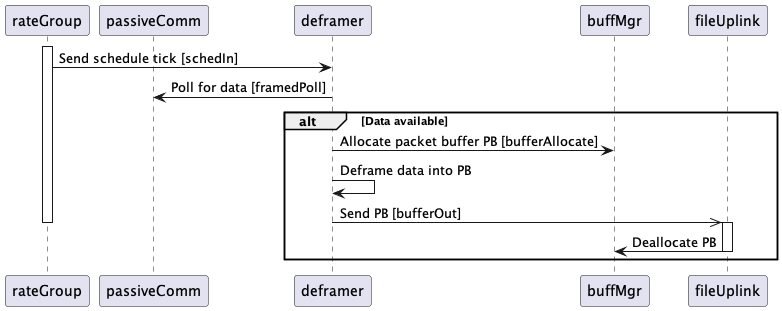 rateGroup
passiveComm
deframer
buffMgr
fileUplink
Send schedule tick [schedIn]
Poll for data [framedPoll]
alt
[Data available]
Allocate packet buffer PB [bufferAllocate]
Deframe data into PB
Send PB [bufferOut]
Deallocate PB
rateGroup
passiveComm
deframer
buffMgr
fileUplink